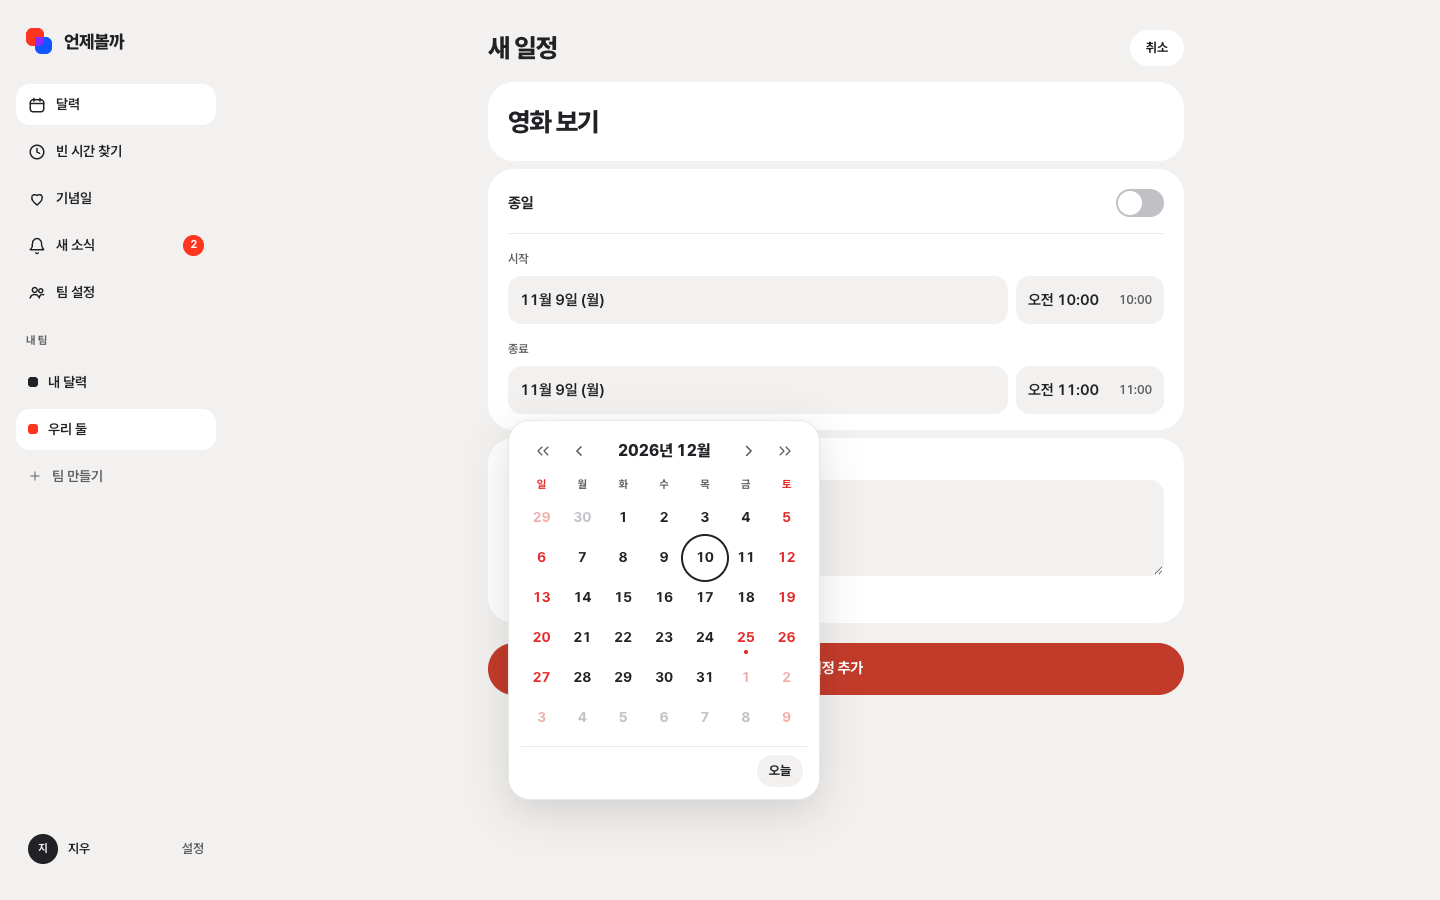 언제볼까
달력
빈 시간 찾기
기념일
새 소식 2
팀 설정
내 팀
내 달력
우리 둘
팀 만들기
지 지우 설정
새 일정 취소
영화 보기
종일
시작
11월 9일 (월) 오전 10:00 10:00
종료
11월 9일 (월) 오전 11:00 11:00
2026년 12월
일 월 화 수 목 금 토
29 30 1 2 3 4 5
6 7 8 9 10 11 12
13 14 15 16 17 18 19
20 21 22 23 24 25 26
27 28 29 30 31 1 2
3 4 5 6 7 8 9
오늘
추가